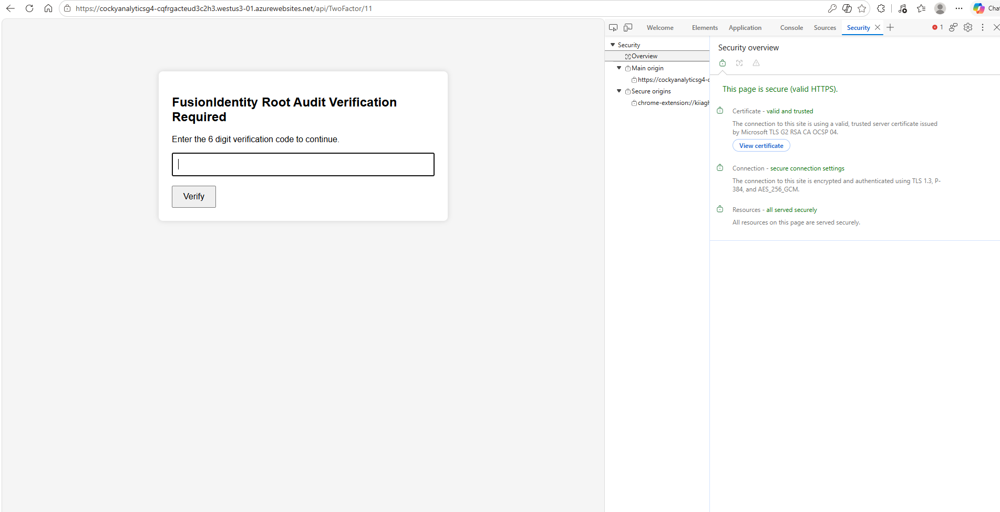 https://cockyanalyticsg4-cqfrgacteud3c2h3.westus3-01.azurewebsites.net/api/TwoFactor/11
Chat
Welcome Elements Application Console Sources Security 1
FusionIdentity Root Audit Verification
Required
Enter the 6 digit verification code to continue.
Verify
Security
Overview
Main origin
https://cockyanalyticsg4-c
Secure origins
chrome-extension://kiiagh
Security overview
This page is secure (valid HTTPS).
Certificate - valid and trusted
The connection to this site is using a valid, trusted server certificate issued
by Microsoft TLS G2 RSA CA OCSP 04.
View certificate
Connection - secure connection settings
The connection to this site is encrypted and authenticated using TLS 1.3, P-
384, and AES_256_GCM.
Resources - all served securely
All resources on this page are served securely.